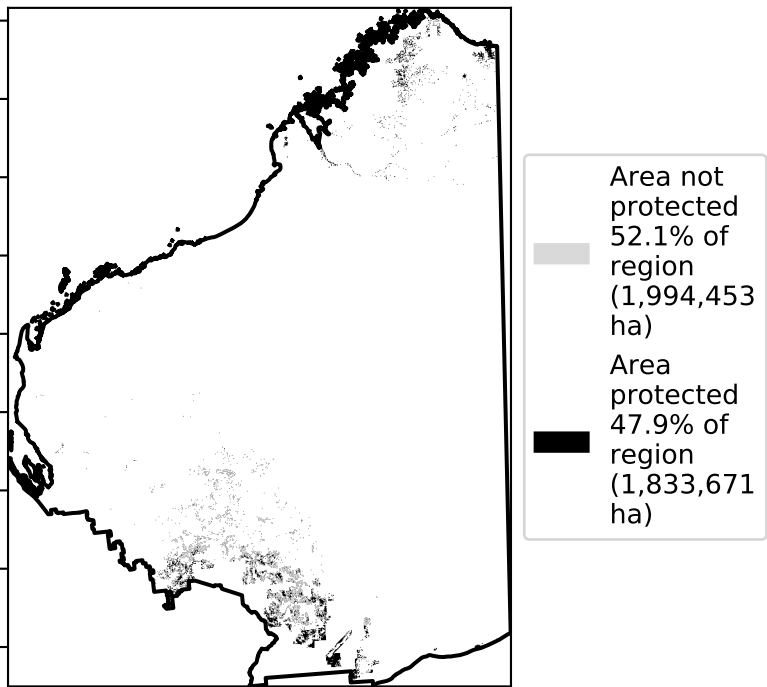 Area not
protected
52.1% of
region
(1,994,453
ha)
Area
protected
47.9% of
region
(1,833,671
ha)